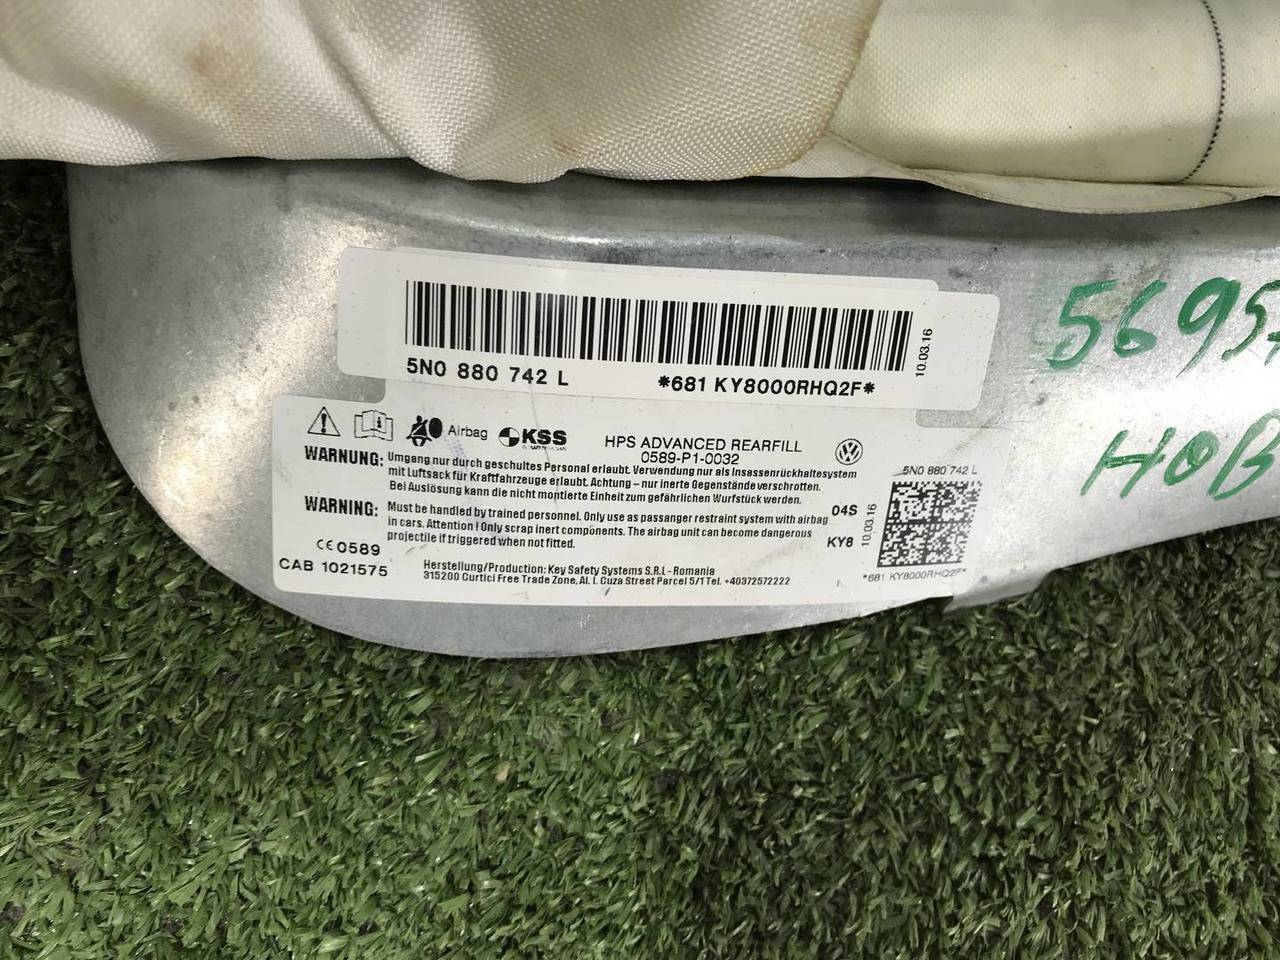 5N0 880 742 L
*681 KY8000RHQ2F*
10.03.16
Airbag
KSS
HPS ADVANCED REARFILL
0589-P1-0032
WARNUNG: Umgang nur durch geschultes Personal erlaubt. Verwendung nur als Insassenrückhaltesystem
mit Luftsack für Kraftfahrzeuge erlaubt. Achtung – nur inerte Gegenstände verschrotten.
Bei Auslösung kann die nicht montierte Einheit zum gefährlichen Wurfstück werden.
WARNING: Must be handled by trained personnel. Only use as passenger restraint system with airbag
in cars. Attention ! Only scrap inert components. The airbag unit can become dangerous
projectile if triggered when not fitted.
CE 0589
CAB 1021575
Herstellung/Production: Key Safety Systems S.R.L - Romania
315200 Curtici Free Trade Zone, Al. I. Cuza Street Parcel 5/1 Tel. +40372572222
04S
KY8
5N0 880 742 L
10.03.16
*681 KY8000RHQ2F*
5695
НОВ